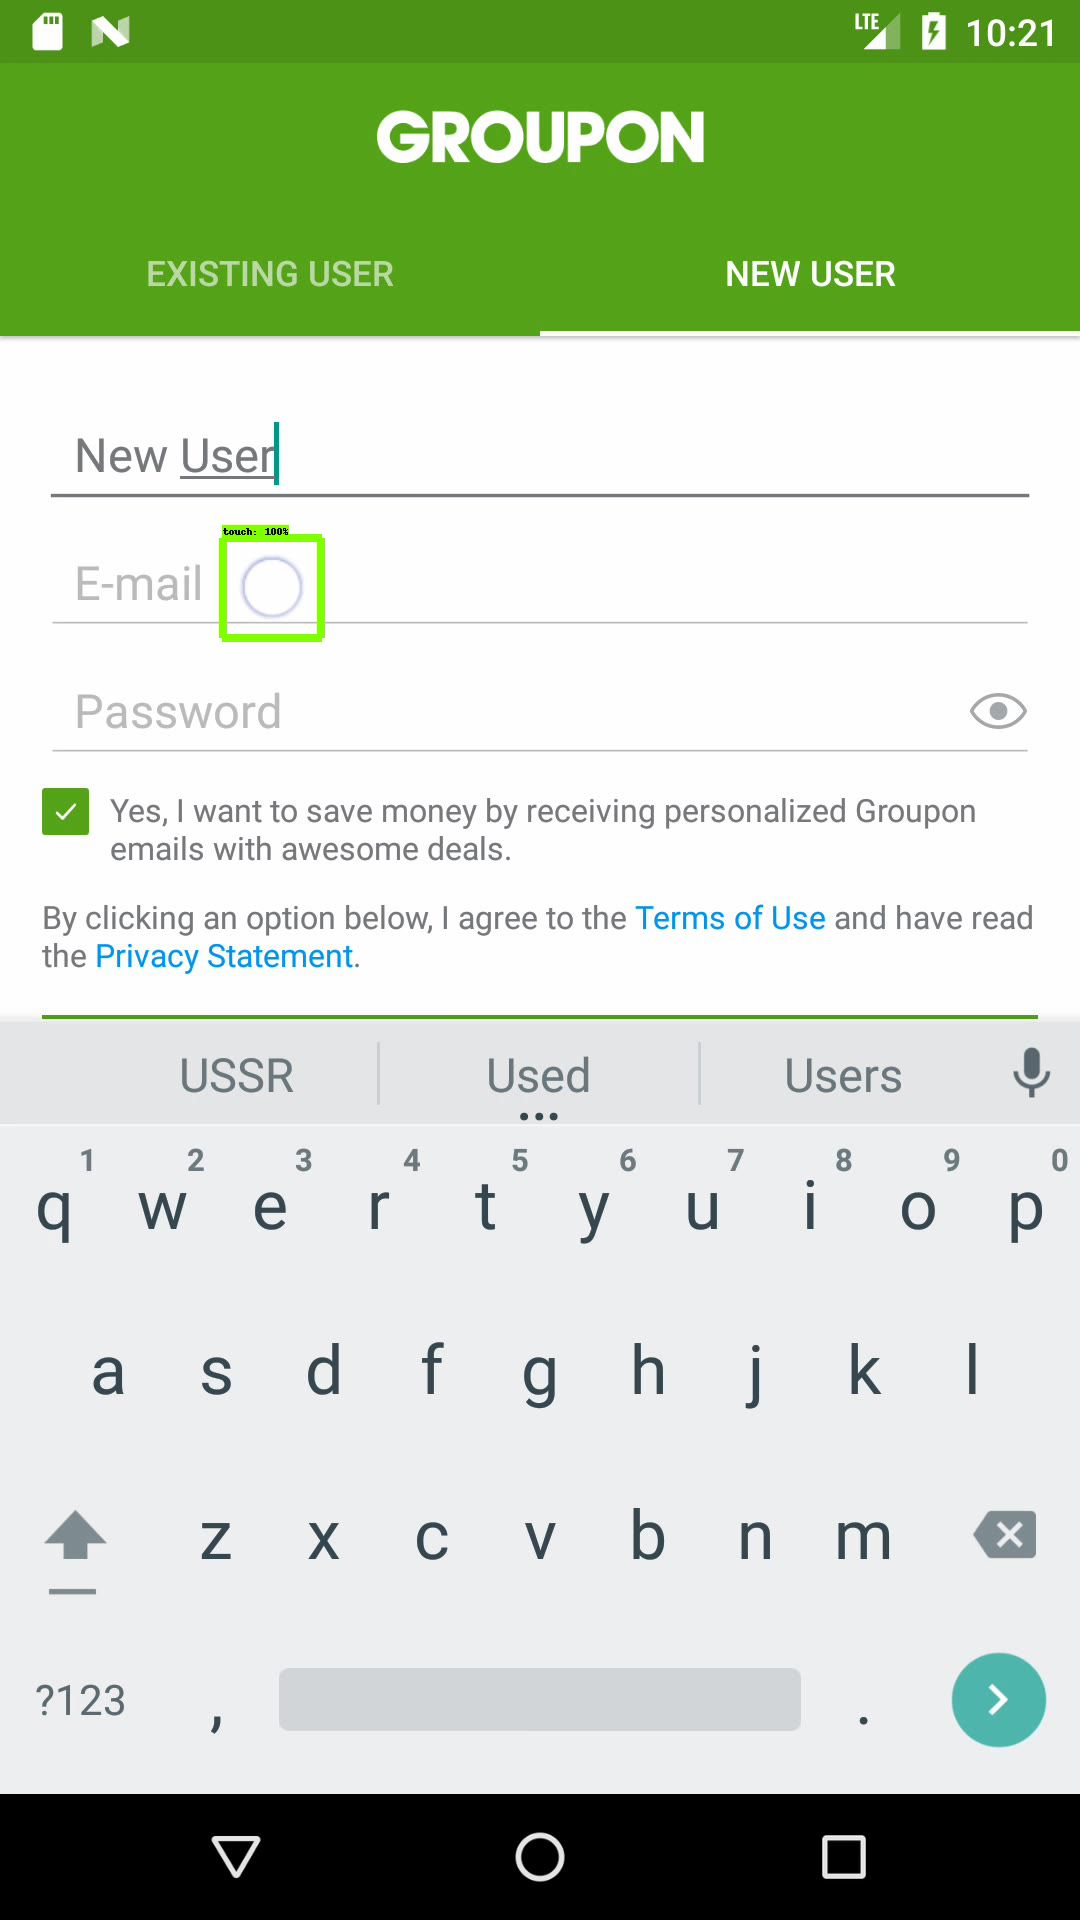 LTE 10:21
GROUPON
EXISTING USER NEW USER
New User
touch: 100%
E-mail
Password
Yes, I want to save money by receiving personalized Groupon
emails with awesome deals.
By clicking an option below, I agree to the Terms of Use and have read
the Privacy Statement.
USSR Used Users
1 2 3 4 5 6 7 8 9 0
q w e r t y u i o p
a s d f g h j k l
z x c v b n m
?123 , .